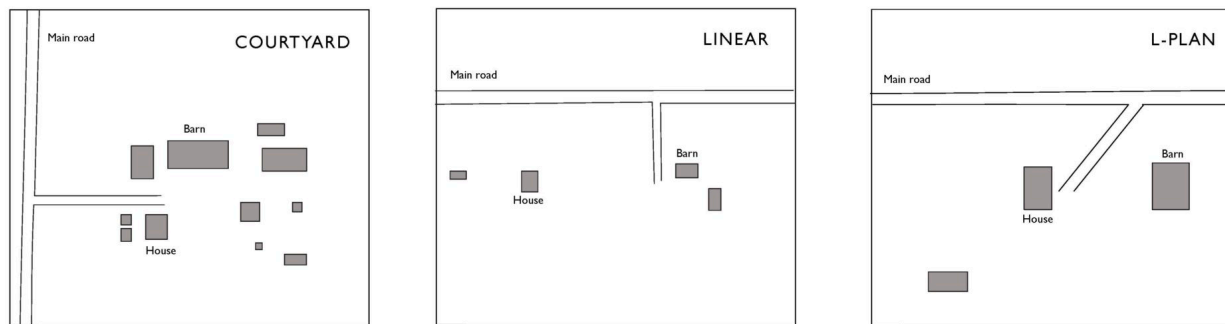 Main road
COURTYARD
Barn
House
Main road
LINEAR
Barn
House
Main road
L-PLAN
Barn
House